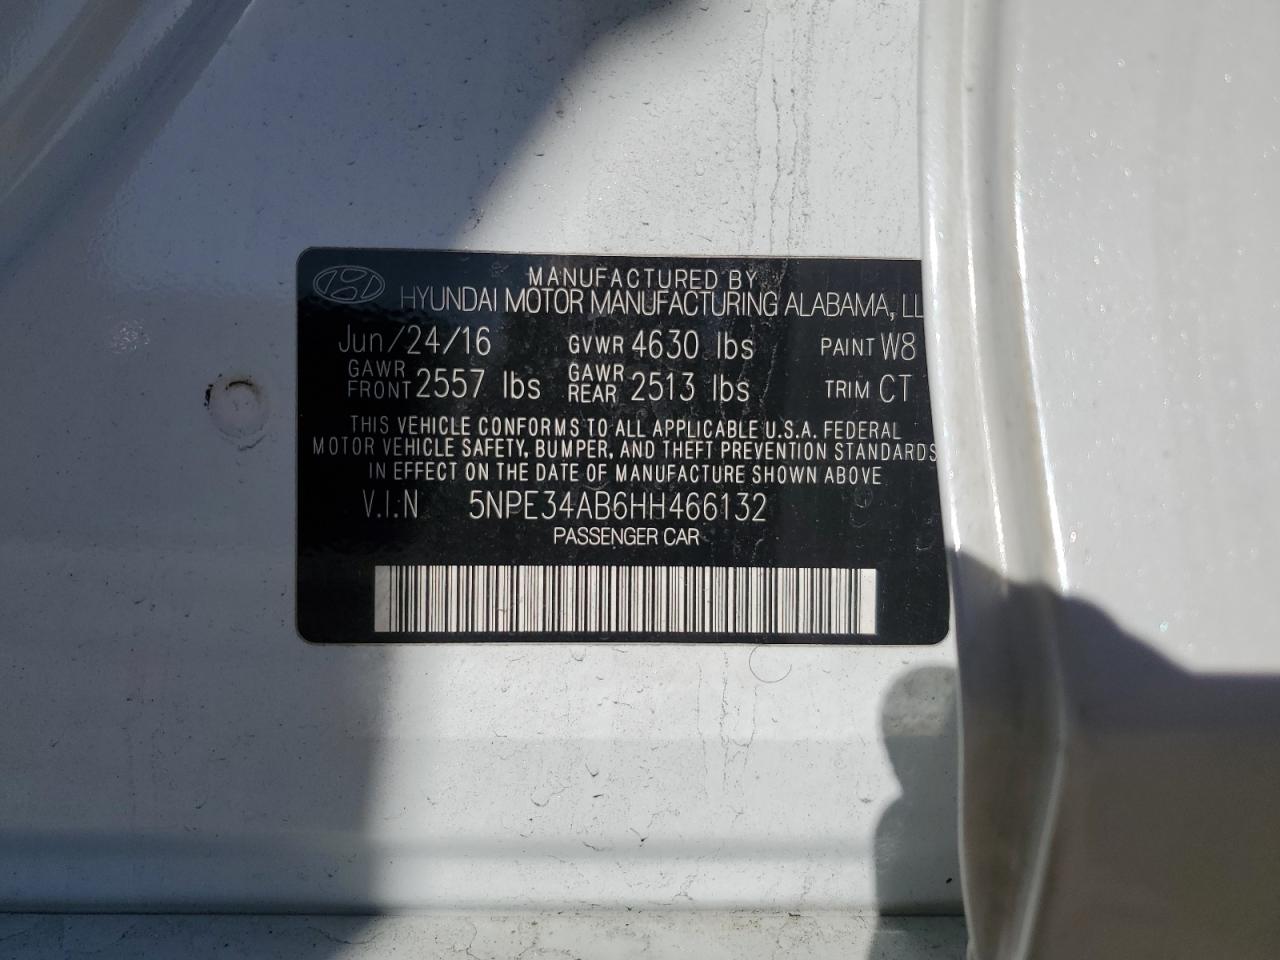 MANUFACTURED BY
HYUNDAI MOTOR MANUFACTURING ALABAMA, LL
Jun/24/16 GVWR 4630 lbs PAINT W8
GAWR FRONT 2557 lbs GAWR REAR 2513 lbs TRIM CT
THIS VEHICLE CONFORMS TO ALL APPLICABLE U.S.A. FEDERAL
MOTOR VEHICLE SAFETY, BUMPER, AND THEFT PREVENTION STANDARDS
IN EFFECT ON THE DATE OF MANUFACTURE SHOWN ABOVE
V.I.N 5NPE34AB6HH466132
PASSENGER CAR